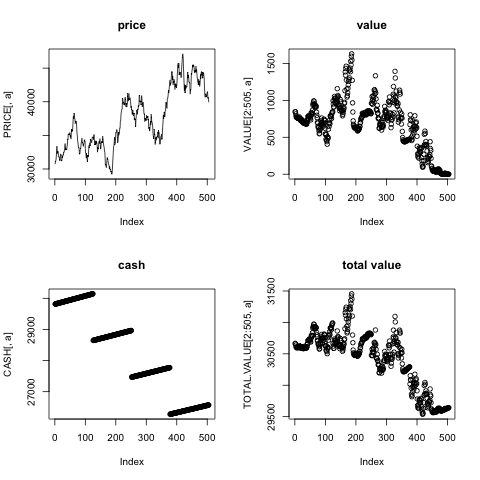 price
PRICE[, a]
30000
40000
0 100 200 300 400 500
Index
value
VALUE[2:505, a]
0
500
1000
1500
0 100 200 300 400 500
Index
cash
CASH[, a]
27000
29000
0 100 200 300 400 500
Index
total value
TOTAL.VALUE[2:505, a]
29500
30500
31500
0 100 200 300 400 500
Index